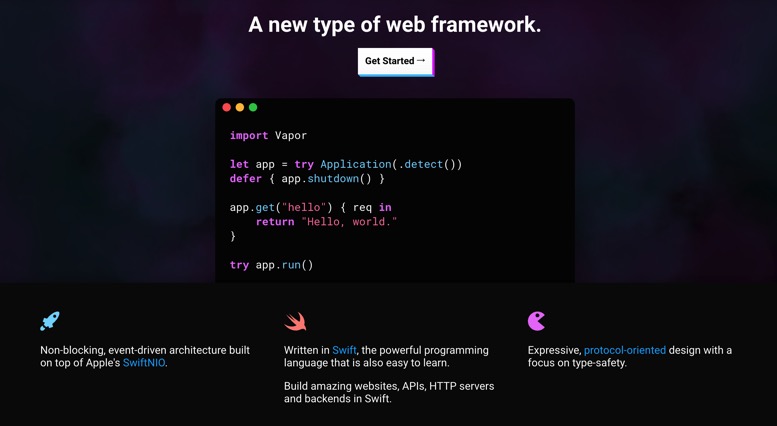 A new type of web framework.
Get Started →
import Vapor
let app = try Application(.detect())
defer { app.shutdown() }
app.get("hello") { req in
    return "Hello, world."
}
try app.run()
Non-blocking, event-driven architecture built
on top of Apple's SwiftNIO.
Written in Swift, the powerful programming
language that is also easy to learn.
Build amazing websites, APIs, HTTP servers
and backends in Swift.
Expressive, protocol-oriented design with a
focus on type-safety.